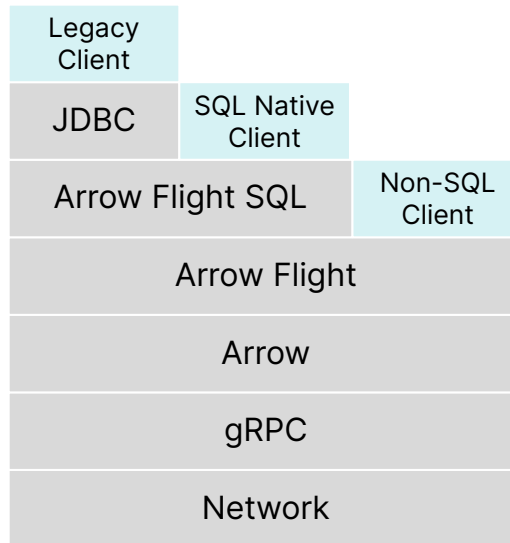 Legacy
Client
JDBC
SQL Native
Client
Arrow Flight SQL
Non-SQL
Client
Arrow Flight
Arrow
gRPC
Network